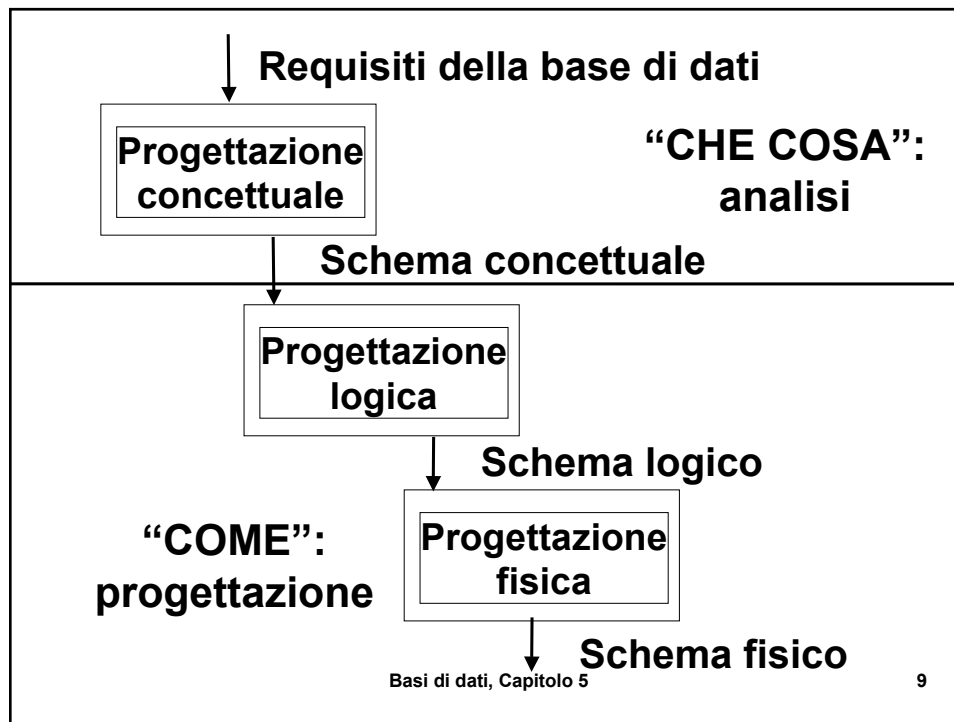 Requisiti della base di dati
Progettazione
concettuale
“CHE COSA”:
analisi
Schema concettuale
Progettazione
logica
Schema logico
“COME”:
progettazione
Progettazione
fisica
Schema fisico
Basi di dati, Capitolo 5
9